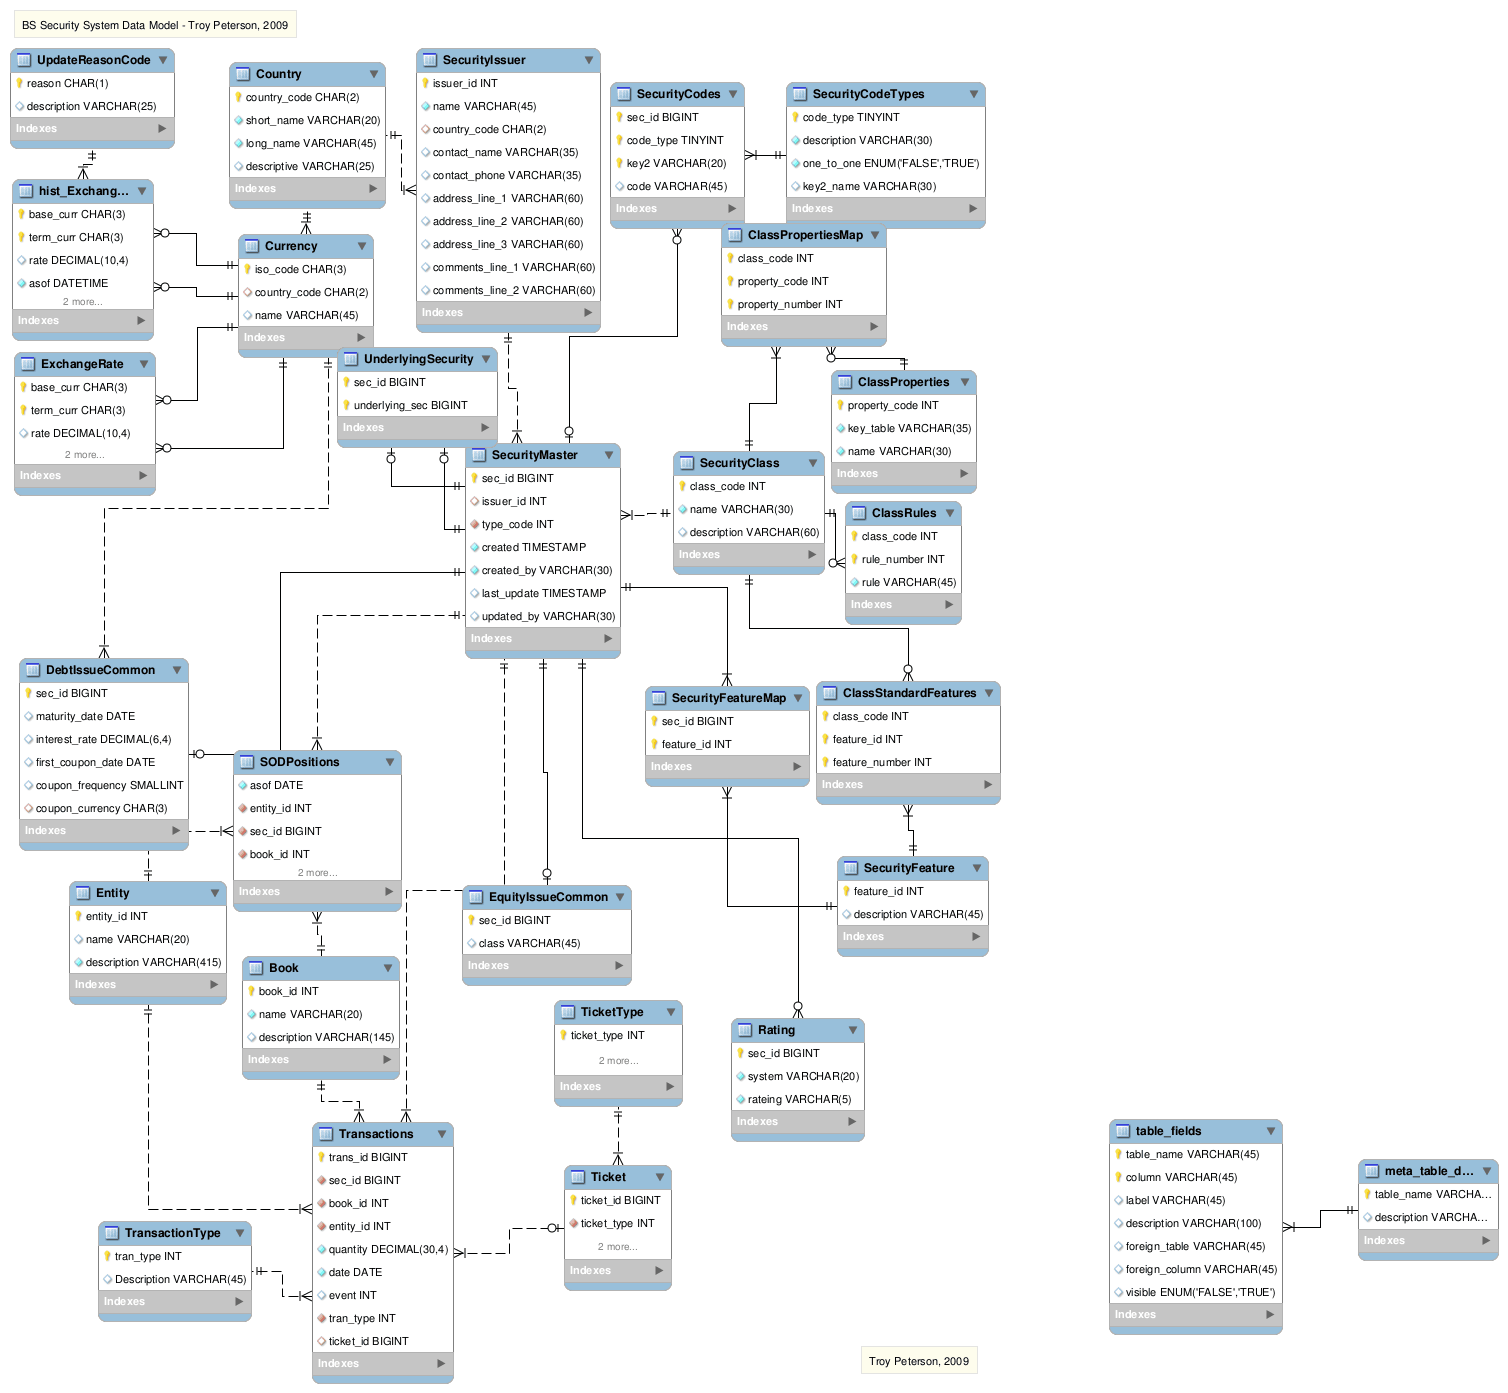 BS Security System Data Model - Troy Peterson, 2009
UpdateReasonCode
reason CHAR(1)
description VARCHAR(25)
Indexes
Country
country_code CHAR(2)
short_name VARCHAR(20)
long_name VARCHAR(45)
descriptive VARCHAR(25)
Indexes
SecurityIssuer
issuer_id INT
name VARCHAR(45)
country_code CHAR(2)
contact_name VARCHAR(35)
contact_phone VARCHAR(35)
address_line_1 VARCHAR(60)
address_line_2 VARCHAR(60)
address_line_3 VARCHAR(60)
comments_line_1 VARCHAR(60)
comments_line_2 VARCHAR(60)
Indexes
SecurityCodes
sec_id BIGINT
code_type TINYINT
key2 VARCHAR(20)
code VARCHAR(45)
Indexes
SecurityCodeTypes
code_type TINYINT
description VARCHAR(30)
one_to_one ENUM('FALSE','TRUE')
key2_name VARCHAR(30)
Indexes
hist_Exchang...
base_curr CHAR(3)
term_curr CHAR(3)
rate DECIMAL(10,4)
asof DATETIME
2 more...
Indexes
Currency
iso_code CHAR(3)
country_code CHAR(2)
name VARCHAR(45)
Indexes
ClassPropertiesMap
class_code INT
property_code INT
property_number INT
Indexes
ExchangeRate
base_curr CHAR(3)
term_curr CHAR(3)
rate DECIMAL(10,4)
2 more...
Indexes
UnderlyingSecurity
sec_id BIGINT
underlying_sec BIGINT
Indexes
ClassProperties
property_code INT
key_table VARCHAR(35)
name VARCHAR(30)
Indexes
SecurityMaster
sec_id BIGINT
issuer_id INT
type_code INT
created TIMESTAMP
created_by VARCHAR(30)
last_update TIMESTAMP
updated_by VARCHAR(30)
Indexes
SecurityClass
class_code INT
name VARCHAR(30)
description VARCHAR(60)
Indexes
ClassRules
class_code INT
rule_number INT
rule VARCHAR(45)
Indexes
DebtIssueCommon
sec_id BIGINT
maturity_date DATE
interest_rate DECIMAL(6,4)
first_coupon_date DATE
coupon_frequency SMALLINT
coupon_currency CHAR(3)
Indexes
SecurityFeatureMap
sec_id BIGINT
feature_id INT
Indexes
ClassStandardFeatures
class_code INT
feature_id INT
feature_number INT
Indexes
SODPositions
asof DATE
entity_id INT
sec_id BIGINT
book_id INT
2 more...
Indexes
SecurityFeature
feature_id INT
description VARCHAR(45)
Indexes
Entity
entity_id INT
name VARCHAR(20)
description VARCHAR(415)
Indexes
EquityIssueCommon
sec_id BIGINT
class VARCHAR(45)
Indexes
Book
book_id INT
name VARCHAR(20)
description VARCHAR(145)
Indexes
TicketType
ticket_type INT
2 more...
Indexes
Rating
sec_id BIGINT
system VARCHAR(20)
rateing VARCHAR(5)
Indexes
Transactions
trans_id BIGINT
sec_id BIGINT
book_id INT
entity_id INT
quantity DECIMAL(30,4)
date DATE
event INT
tran_type INT
ticket_id BIGINT
Indexes
Ticket
ticket_id BIGINT
ticket_type INT
2 more...
Indexes
TransactionType
tran_type INT
Description VARCHAR(45)
Indexes
table_fields
table_name VARCHAR(45)
column VARCHAR(45)
label VARCHAR(45)
description VARCHAR(100)
foreign_table VARCHAR(45)
foreign_column VARCHAR(45)
visible ENUM('FALSE','TRUE')
Indexes
meta_table_d...
table_name VARCHA...
description VARCHA...
Indexes
Troy Peterson, 2009